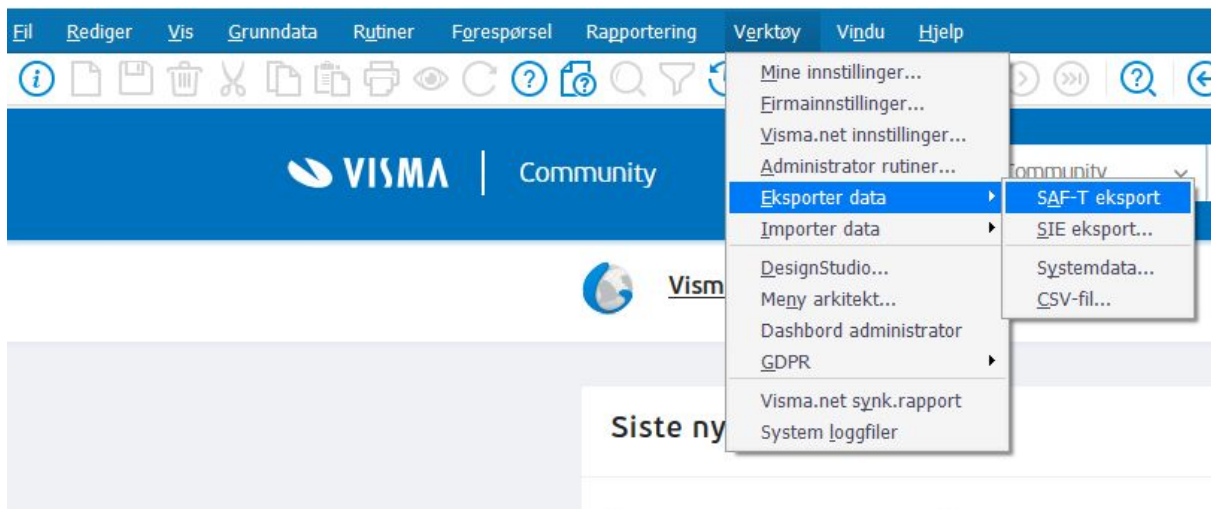 Fil Rediger Vis Grunndata Rutiner Forespørsel Rapportering Verktøy Vindu Hjelp
Mine innstillinger...
Firmainnstillinger...
Visma.net innstillinger...
Administrator rutiner...
Eksporter data
Importer data
DesignStudio...
Meny arkitekt...
Dashbord administrator
GDPR
Visma.net synk.rapport
System loggfiler
SAF-T eksport
SIE eksport...
Systemdata...
CSV-fil...
VISMA Community
Community
Vism
Siste ny